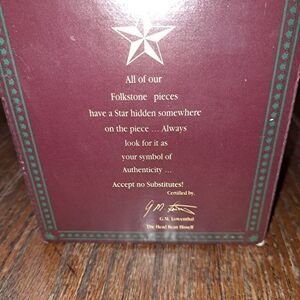 All of our
Folkstone pieces
have a Star hidden somewhere
on the piece ... Always
look for it as
your symbol of
Authenticity ...
Accept no Substitutes!
Certified by,
G.M. Lowenthal
The Head Bean Hisself